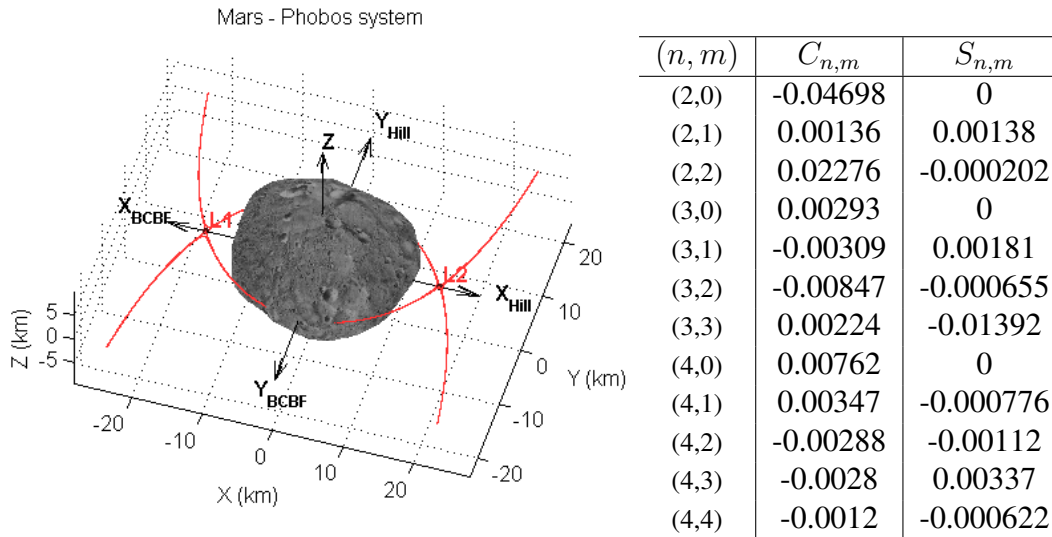 Mars - Phobos system
Y_Hill
Z
X_BCBF
L1
L2
X_Hill
Y_BCBF
5
0
-5
Z (km)
-20
-10
0
10
20
X (km)
20
10
0
-10
-20
Y (km)
(n, m) C_{n,m} S_{n,m}
(2,0) -0.04698 0
(2,1) 0.00136 0.00138
(2,2) 0.02276 -0.000202
(3,0) 0.00293 0
(3,1) -0.00309 0.00181
(3,2) -0.00847 -0.000655
(3,3) 0.00224 -0.01392
(4,0) 0.00762 0
(4,1) 0.00347 -0.000776
(4,2) -0.00288 -0.00112
(4,3) -0.0028 0.00337
(4,4) -0.0012 -0.000622